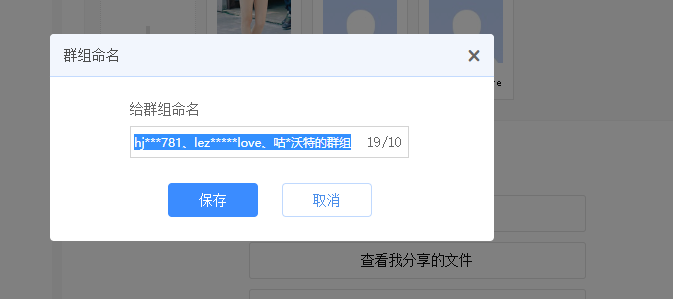 re
群组命名
给群组命名
hj***781、lez*****love、咕*沃特的群组 19/10
保存 取消
查看我分享的文件